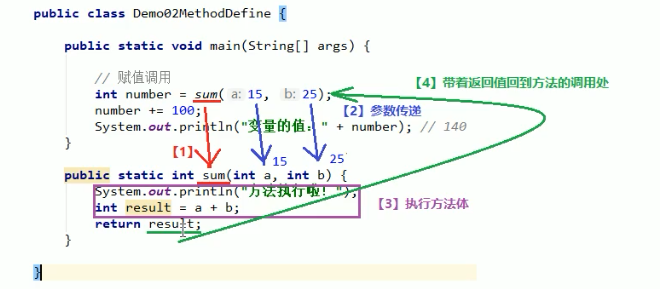 public class Demo02MethodDefine {
public static void main(String[] args) {
// 赋值调用
int number = sum( a: 15, b: 25);
【4】带着返回值回到方法的调用处
number += 100;
【2】参数传递
System.out.println("变量的值：" + number); // 140
【1】
}
15 25
public static int sum(int a, int b) {
System.out.println("方法执行啦！");
int result = a + b;
【3】执行方法体
return result;
}
}